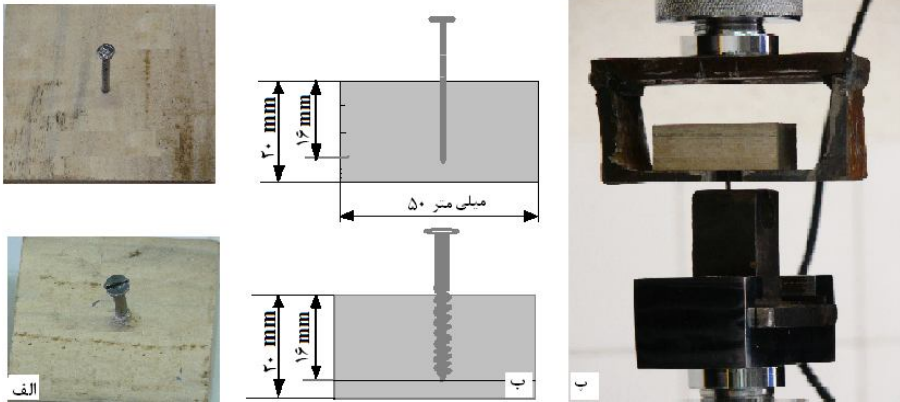 ۲۰ mm
۱۶ mm
میلی متر ۵۰
۲۰ mm
۱۶ mm
الف
ب
پ